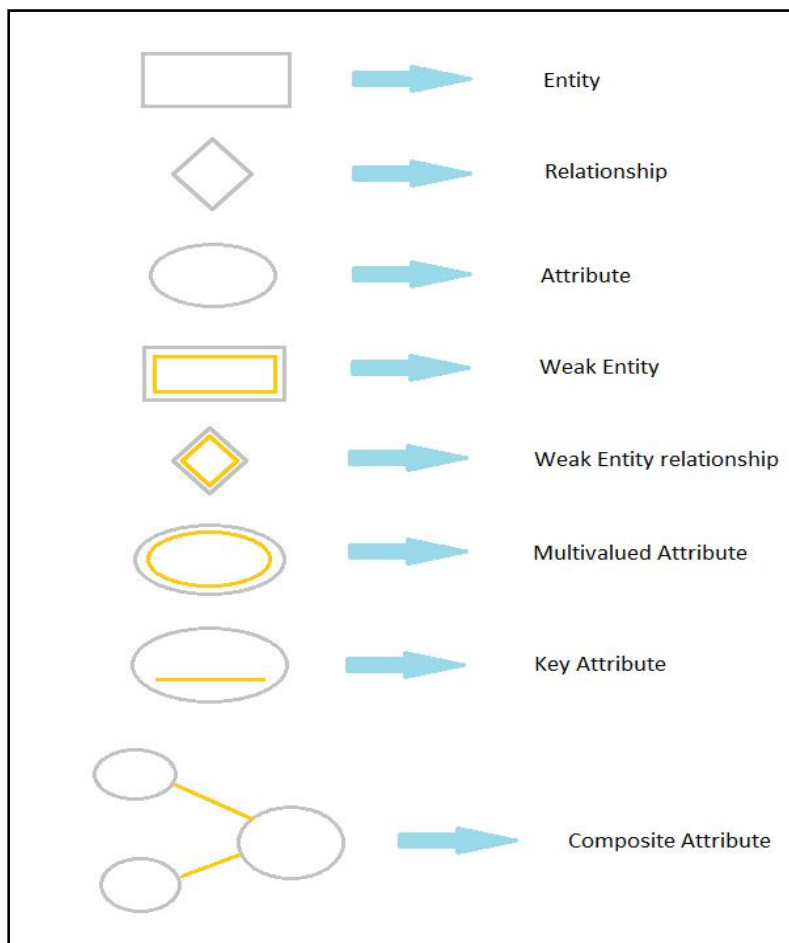 Entity
Relationship
Attribute
Weak Entity
Weak Entity relationship
Multivalued Attribute
Key Attribute
Composite Attribute